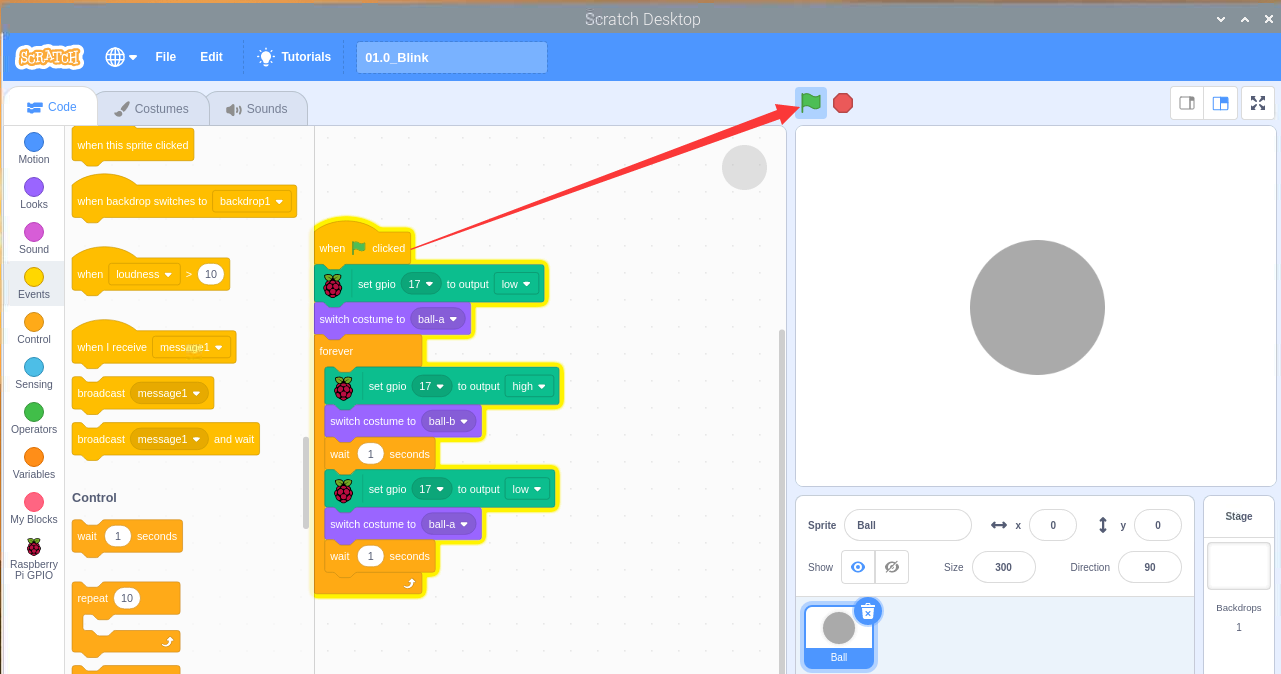 Scratch Desktop
SCRATCH
File
Edit
Tutorials
01.0_Blink
Code
Costumes
Sounds
Motion
Looks
Sound
Events
Control
Sensing
Operators
Variables
My Blocks
Raspberry
Pi GPIO
when this sprite clicked
when backdrop switches to backdrop1
when loudness > 10
when I receive message1
broadcast message1
broadcast message1 and wait
Control
wait 1 seconds
repeat 10
when clicked
set gpio 17 to output low
switch costume to ball-a
forever
set gpio 17 to output high
switch costume to ball-b
wait 1 seconds
set gpio 17 to output low
switch costume to ball-a
wait 1 seconds
Sprite Ball x 0 y 0
Show Size 300 Direction 90
Ball
Stage
Backdrops
1